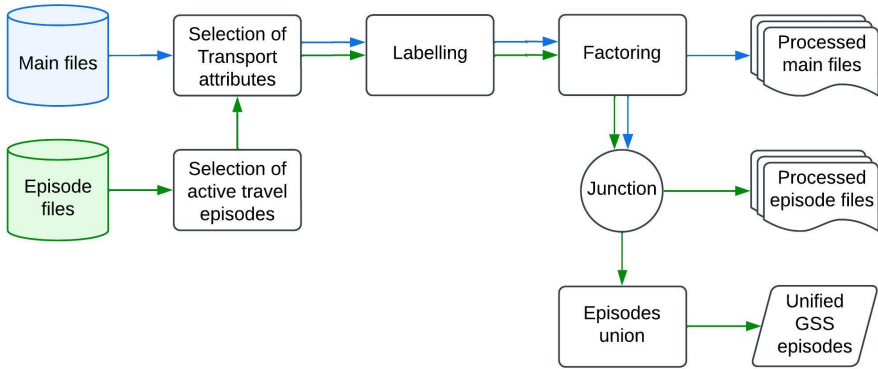 Main files
Selection of
Transport
attributes
Labelling
Factoring
Processed
main files
Episode
files
Selection of
active travel
episodes
Junction
Processed
episode files
Episodes
union
Unified
GSS
episodes